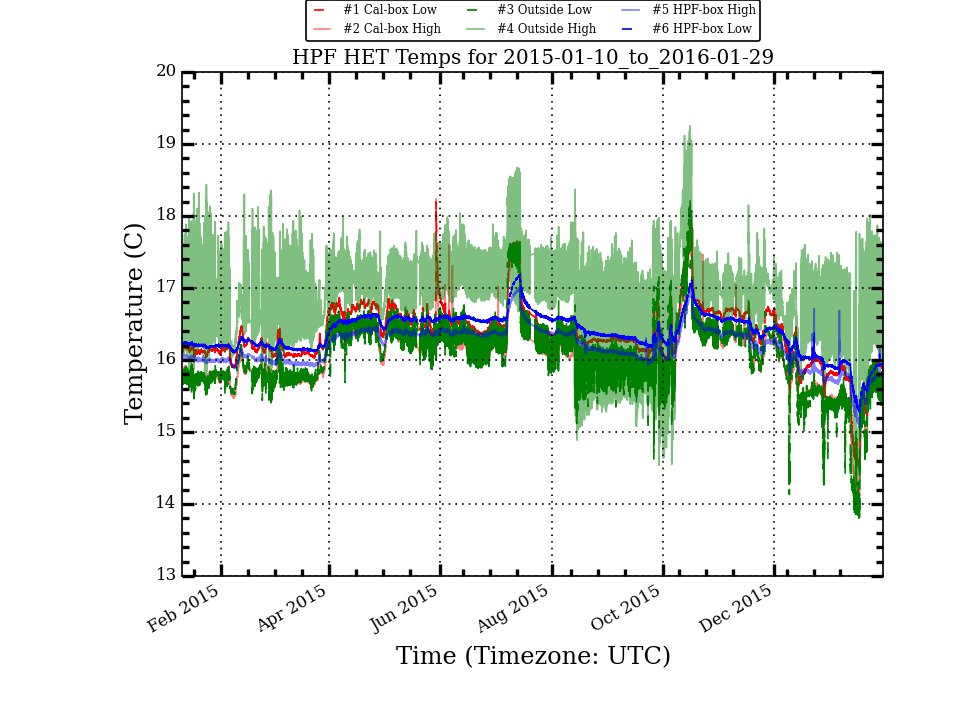 #1 Cal-box Low #3 Outside Low #5 HPF-box High
#2 Cal-box High #4 Outside High #6 HPF-box Low
HPF HET Temps for 2015-01-10_to_2016-01-29
20
19
18
17
16
15
14
13
Temperature (C)
Feb 2015 Apr 2015 Jun 2015 Aug 2015 Oct 2015 Dec 2015
Time (Timezone: UTC)